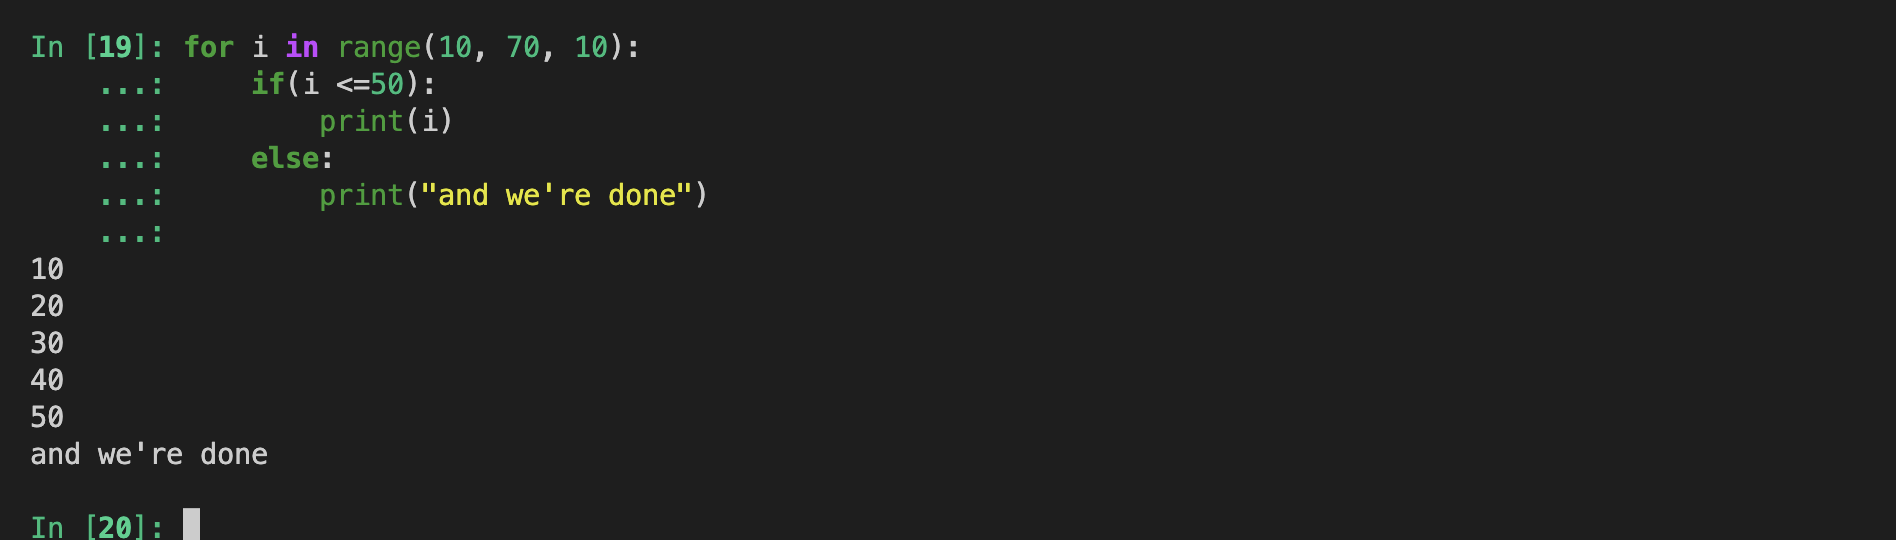 In [19]: for i in range(10, 70, 10):
    ...:     if(i <=50):
    ...:         print(i)
    ...:     else:
    ...:         print("and we're done")
    ...:
10
20
30
40
50
and we're done
In [20]: